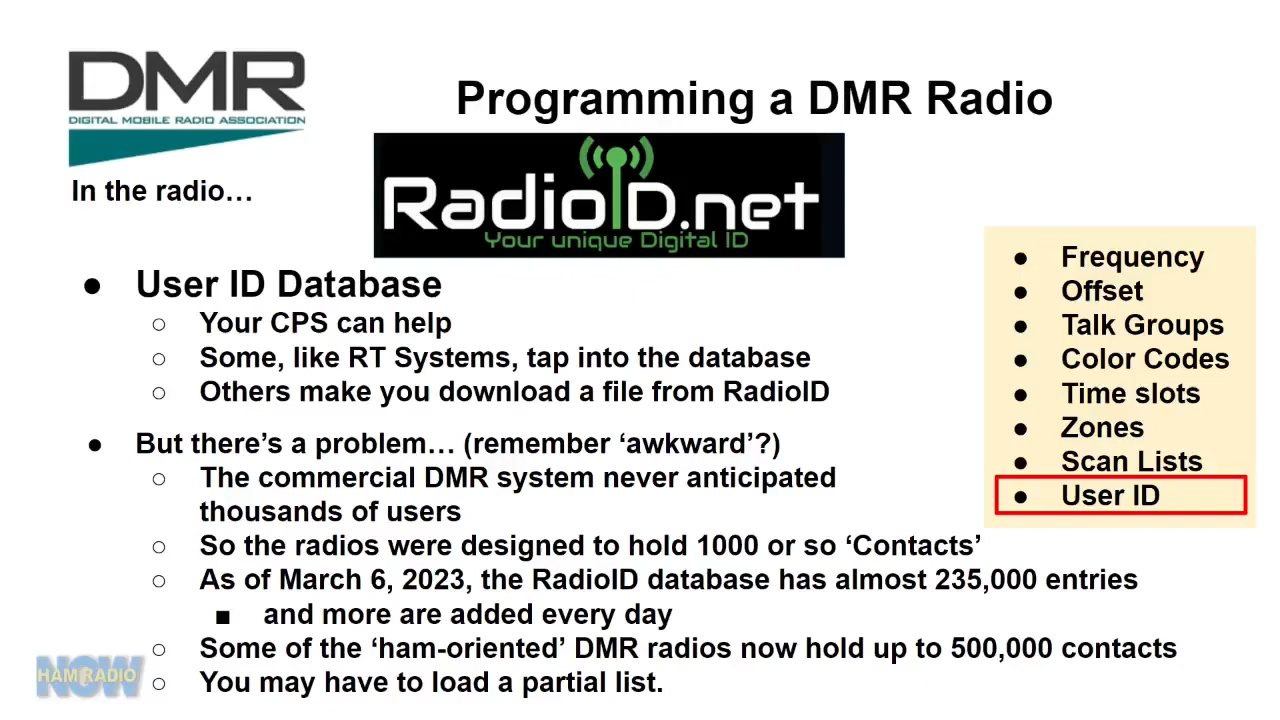 DMR
DIGITAL MOBILE RADIO ASSOCIATION
Programming a DMR Radio
In the radio…
RadioID.net
Your unique Digital ID
● User ID Database
○ Your CPS can help
○ Some, like RT Systems, tap into the database
○ Others make you download a file from RadioID
● But there’s a problem… (remember ‘awkward’?)
○ The commercial DMR system never anticipated
thousands of users
○ So the radios were designed to hold 1000 or so ‘Contacts’
○ As of March 6, 2023, the RadioID database has almost 235,000 entries
■ and more are added every day
○ Some of the ‘ham-oriented’ DMR radios now hold up to 500,000 contacts
○ You may have to load a partial list.
● Frequency
● Offset
● Talk Groups
● Color Codes
● Time slots
● Zones
● Scan Lists
● User ID
NOW
HAM RADIO